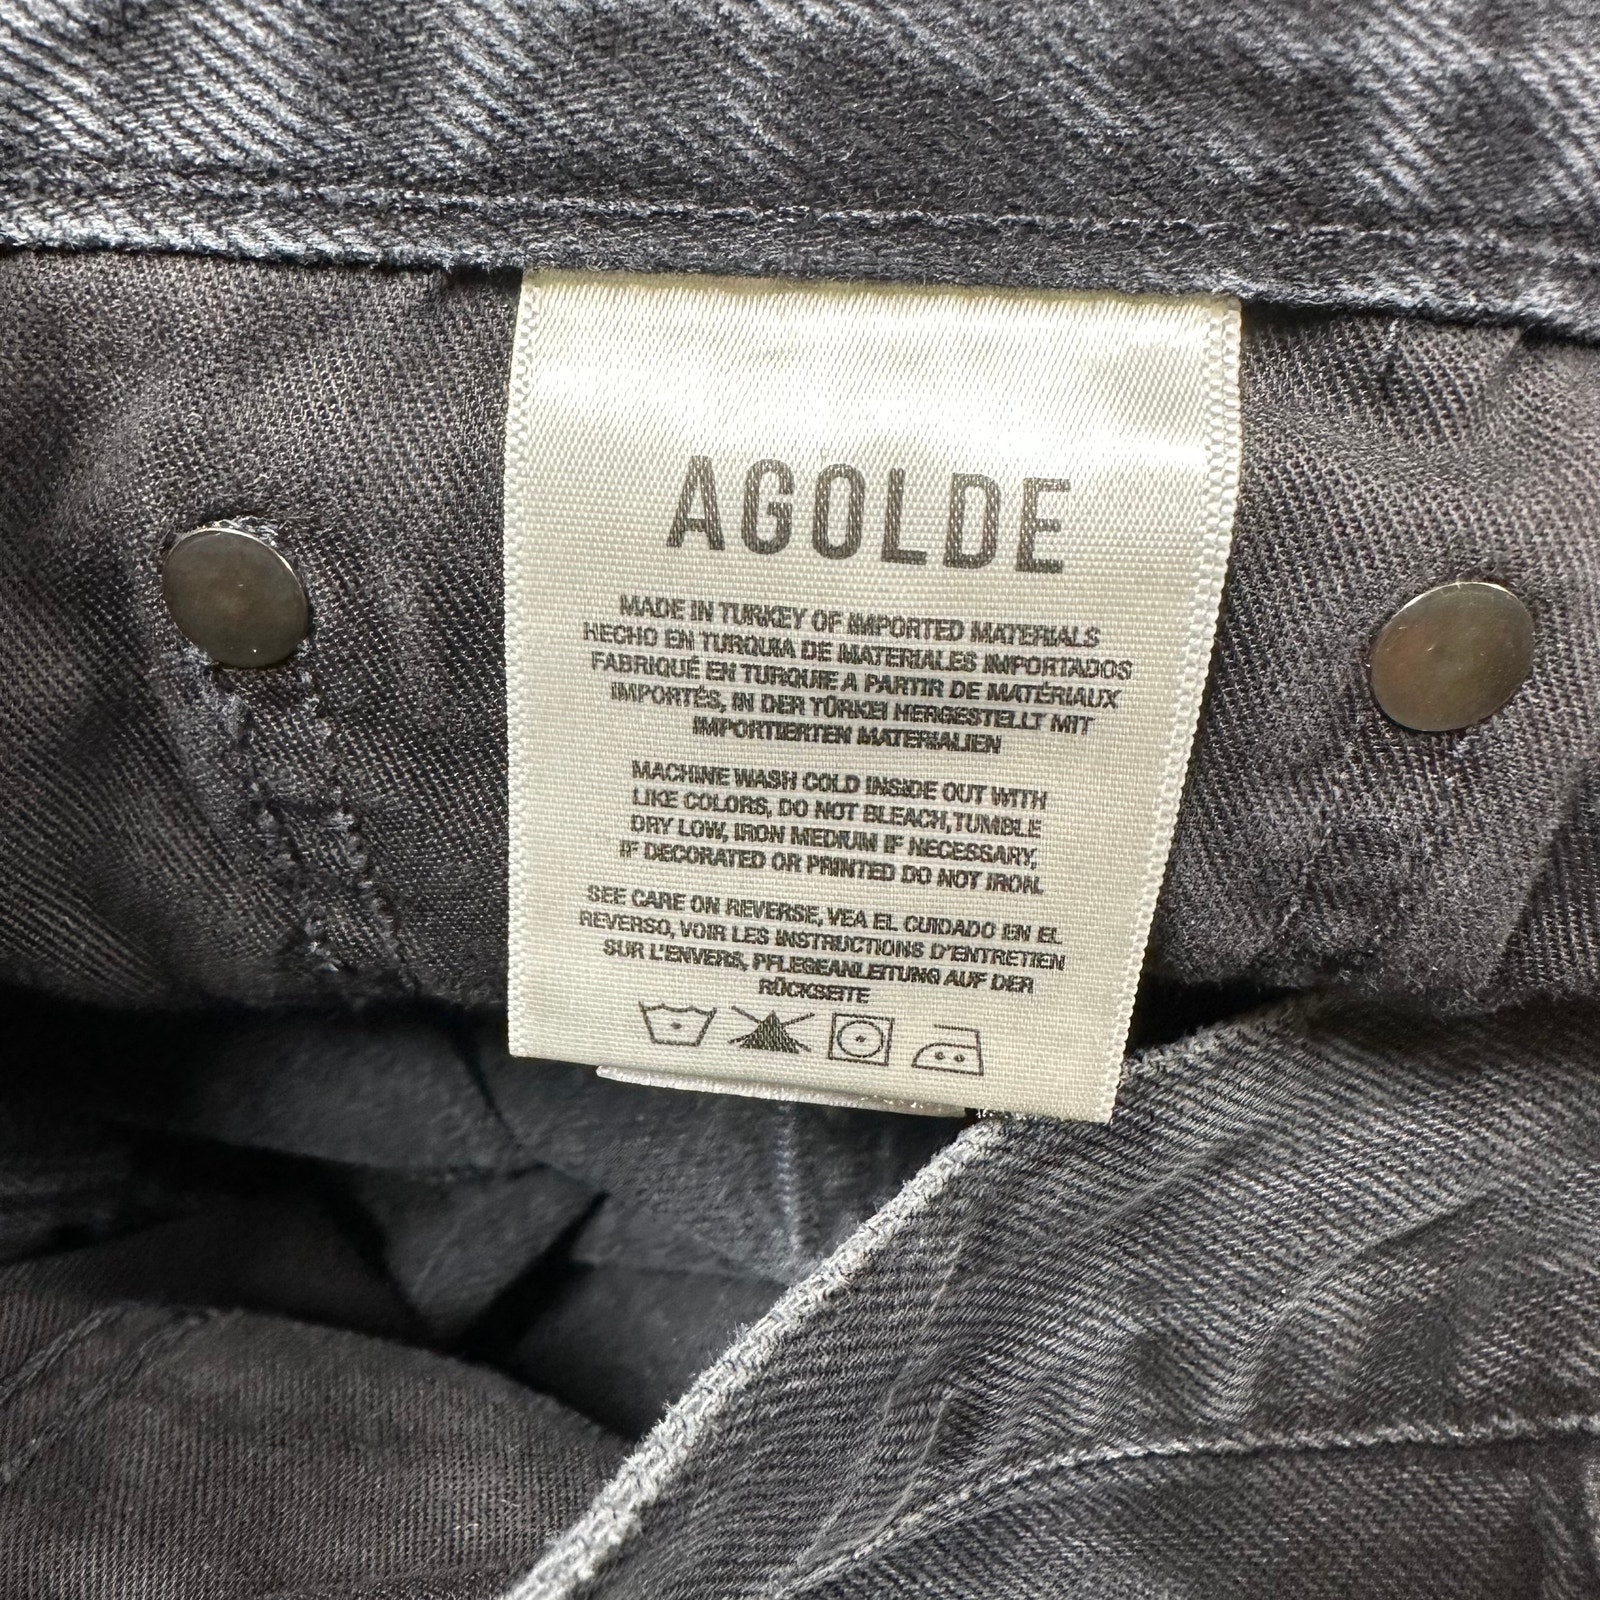 AGOLDE
MADE IN TURKEY OF IMPORTED MATERIALS
HECHO EN TURQUIA DE MATERIALES IMPORTADOS
FABRIQUÉ EN TURQUIE A PARTIR DE MATÉRIAUX
IMPORTÉS, IN DER TÜRKEI HERGESTELLT MIT
IMPORTIERTEN MATERIALIEN
MACHINE WASH COLD INSIDE OUT WITH
LIKE COLORS, DO NOT BLEACH,TUMBLE
DRY LOW, IRON MEDIUM IF NECESSARY,
IF DECORATED OR PRINTED DO NOT IRON.
SEE CARE ON REVERSE, VEA EL CUIDADO EN EL
REVERSO, VOIR LES INSTRUCTIONS D'ENTRETIEN
SUR L'ENVERS, PFLEGEANLEITUNG AUF DER
RÜCKSEITE